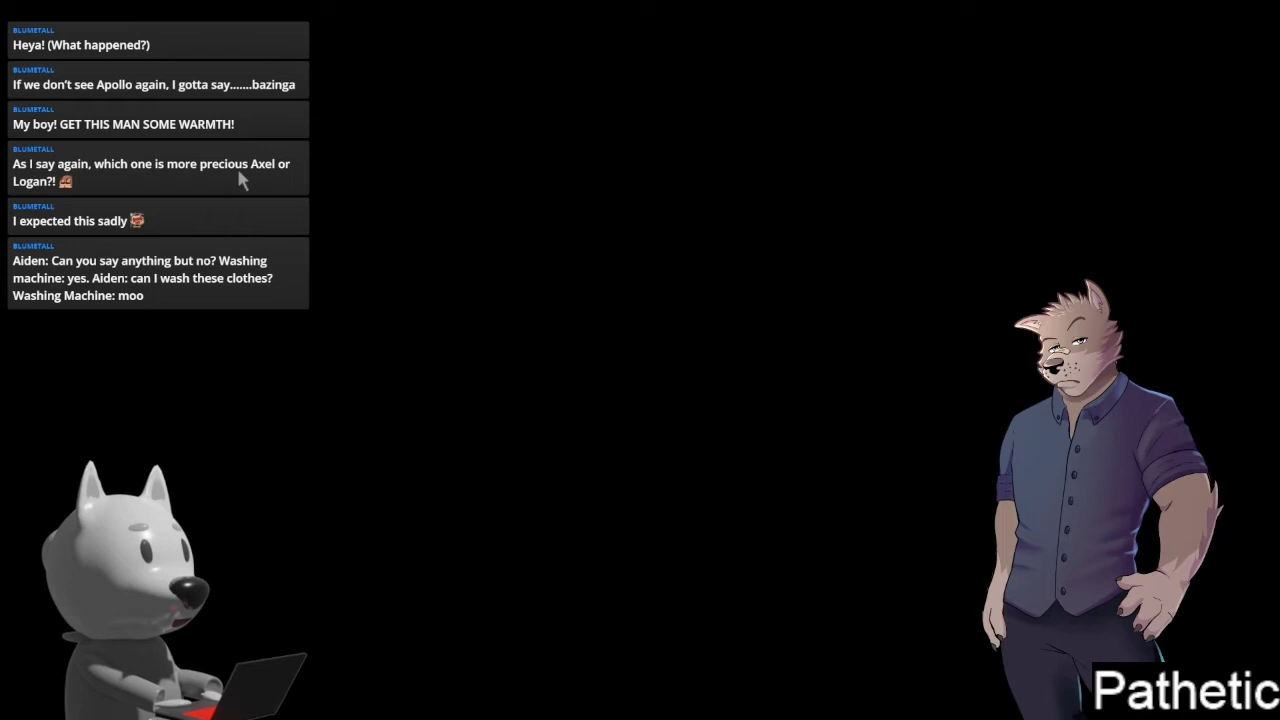 BLUMETALL
Heya! (What happened?)
BLUMETALL
If we don't see Apollo again, I gotta say.......bazinga
BLUMETALL
My boy! GET THIS MAN SOME WARMTH!
BLUMETALL
As I say again, which one is more precious Axel or
Logan?!
BLUMETALL
I expected this sadly
BLUMETALL
Aiden: Can you say anything but no? Washing
machine: yes. Aiden: can I wash these clothes?
Washing Machine: moo
Pathetic